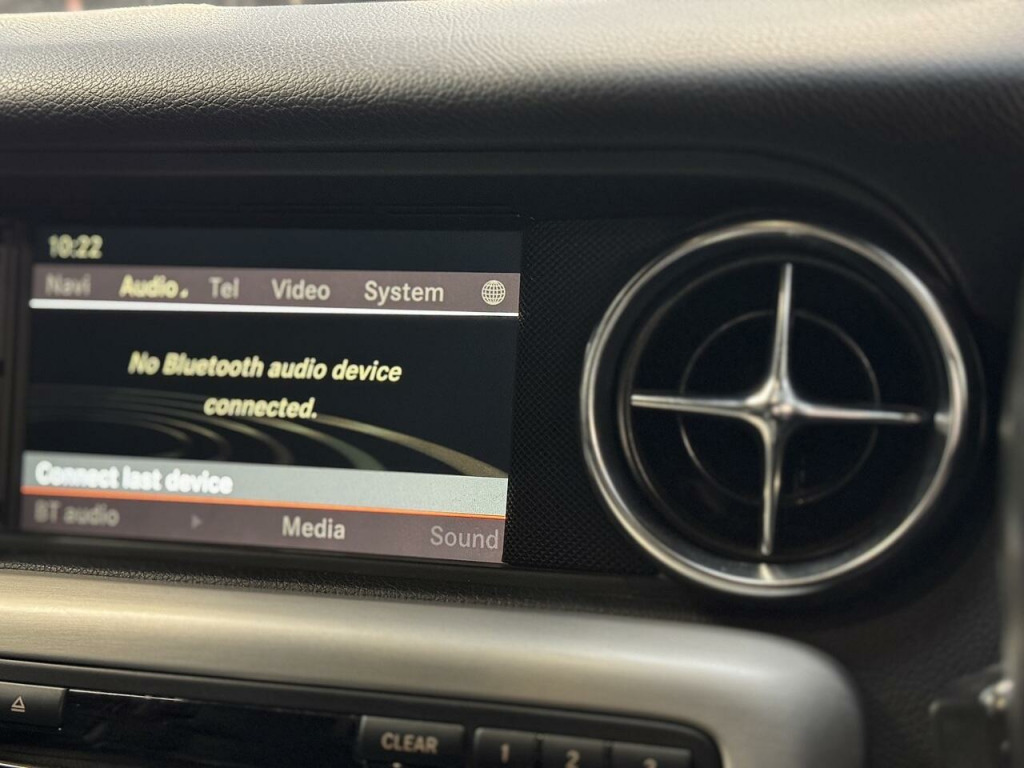 10:22
Navi Audio Tel Video System
No Bluetooth audio device
connected.
Connect last device
BT audio Media Sound
CLEAR 1 2 3